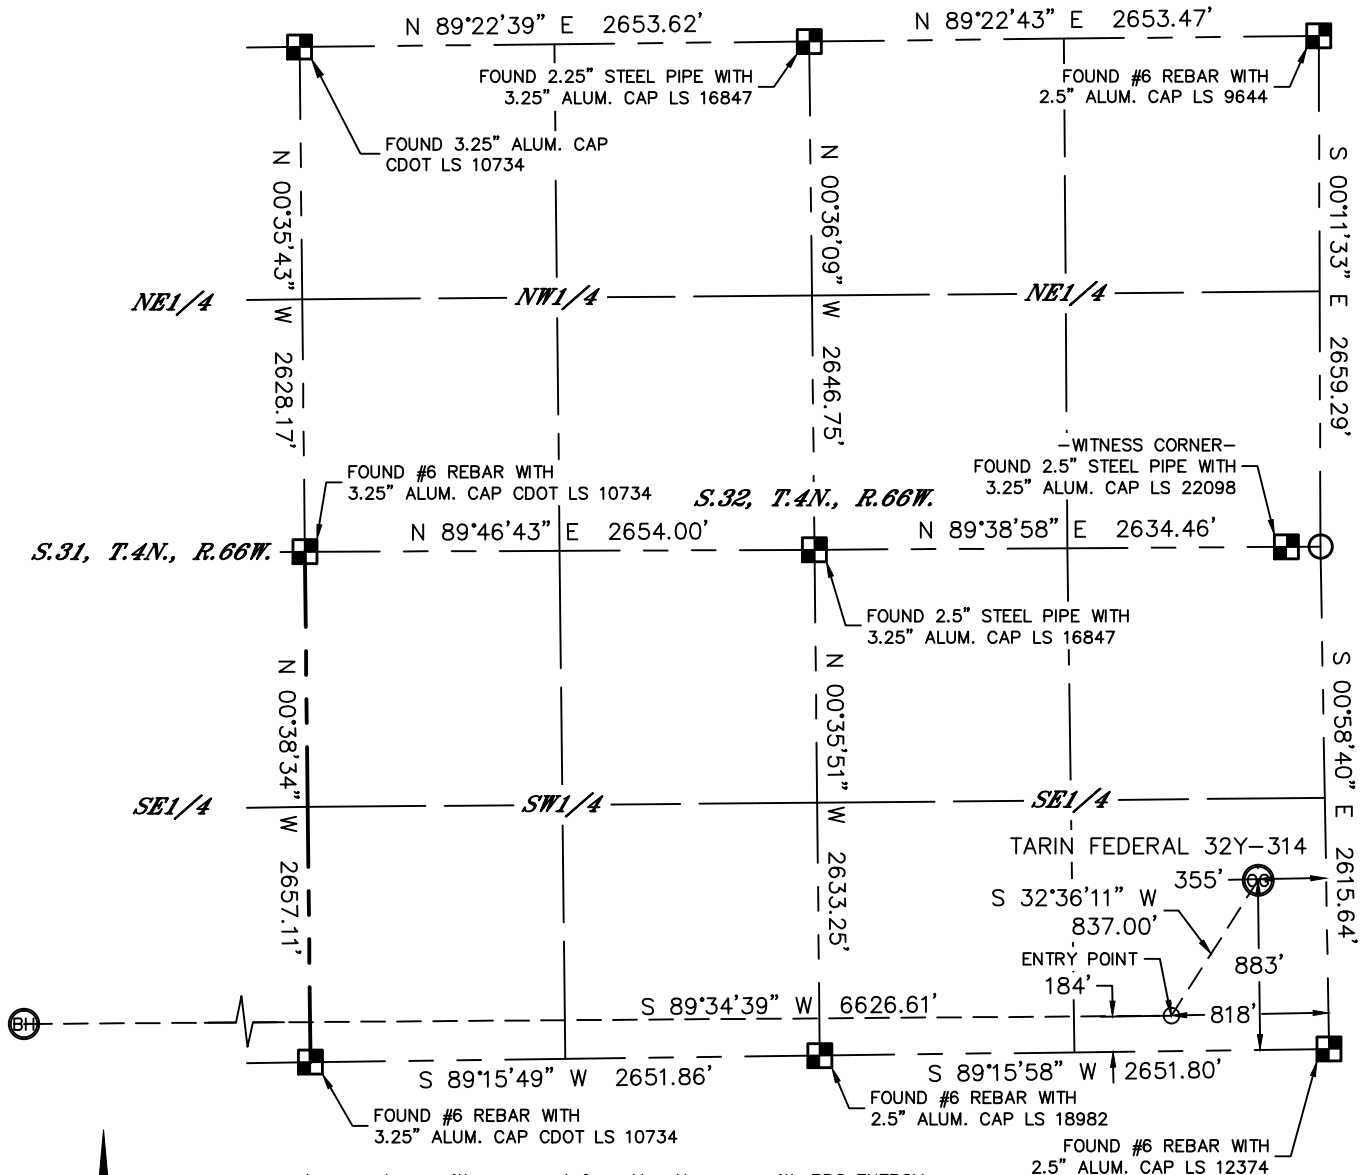 N 89°22'39" E 2653.62'
N 89°22'43" E 2653.47'
FOUND 2.25" STEEL PIPE WITH
3.25" ALUM. CAP LS 16847
FOUND #6 REBAR WITH
2.5" ALUM. CAP LS 9644
FOUND 3.25" ALUM. CAP
CDOT LS 10734
N 00°35'43" W 2628.17'
N 00°36'09" W 2646.75'
S 00°11'33" E 2659.29'
NE1/4
NW1/4
NE1/4
-WITNESS CORNER-
FOUND 2.5" STEEL PIPE WITH
3.25" ALUM. CAP LS 22098
FOUND #6 REBAR WITH
3.25" ALUM. CAP CDOT LS 10734
S.32, T.4N., R.66W.
N 89°46'43" E 2654.00'
N 89°38'58" E 2634.46'
S.31, T.4N., R.66W.
FOUND 2.5" STEEL PIPE WITH
3.25" ALUM. CAP LS 16847
N 00°38'34" W 2657.11'
N 00°35'51" W 2633.25'
S 00°58'40" E 2615.64'
SE1/4
SW1/4
SE1/4
TARIN FEDERAL 32Y-314
355'
S 32°36'11" W
837.00'
ENTRY POINT
184'
883'
818'
BH
S 89°34'39" W 6626.61'
S 89°15'49" W 2651.86'
S 89°15'58" W 2651.80'
FOUND #6 REBAR WITH
2.5" ALUM. CAP LS 18982
FOUND #6 REBAR WITH
3.25" ALUM. CAP CDOT LS 10734
FOUND #6 REBAR WITH
2.5" ALUM. CAP LS 12374